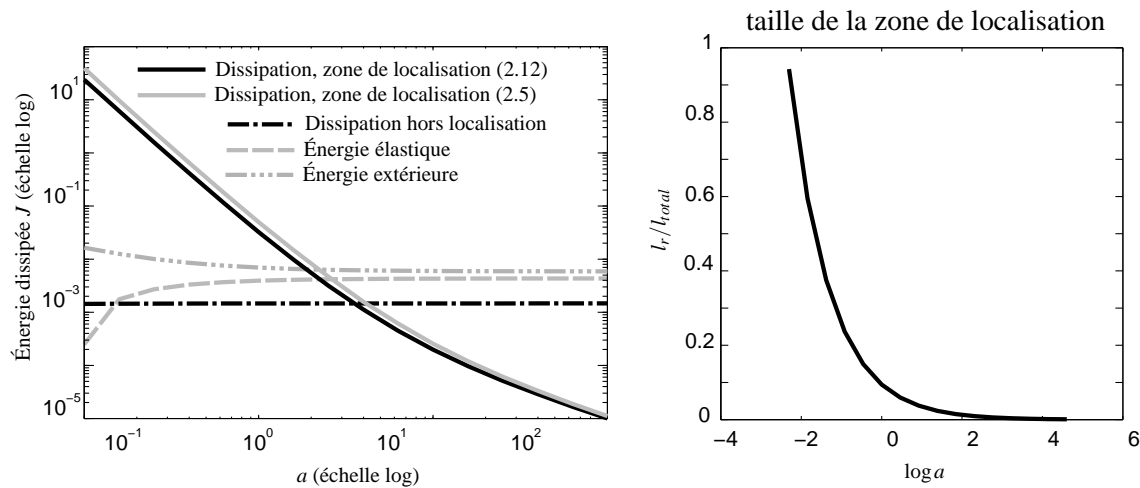 Dissipation, zone de localisation (2.12)
Dissipation, zone de localisation (2.5)
Dissipation hors localisation
Énergie élastique
Énergie extérieure
Énergie dissipée J (échelle log)
10^1
10^-1
10^-3
10^-5
10^-1 10^0 10^1 10^2
a (échelle log)
taille de la zone de localisation
l_r/l_total
1
0.8
0.6
0.4
0.2
0
-4 -2 0 2 4 6
log a